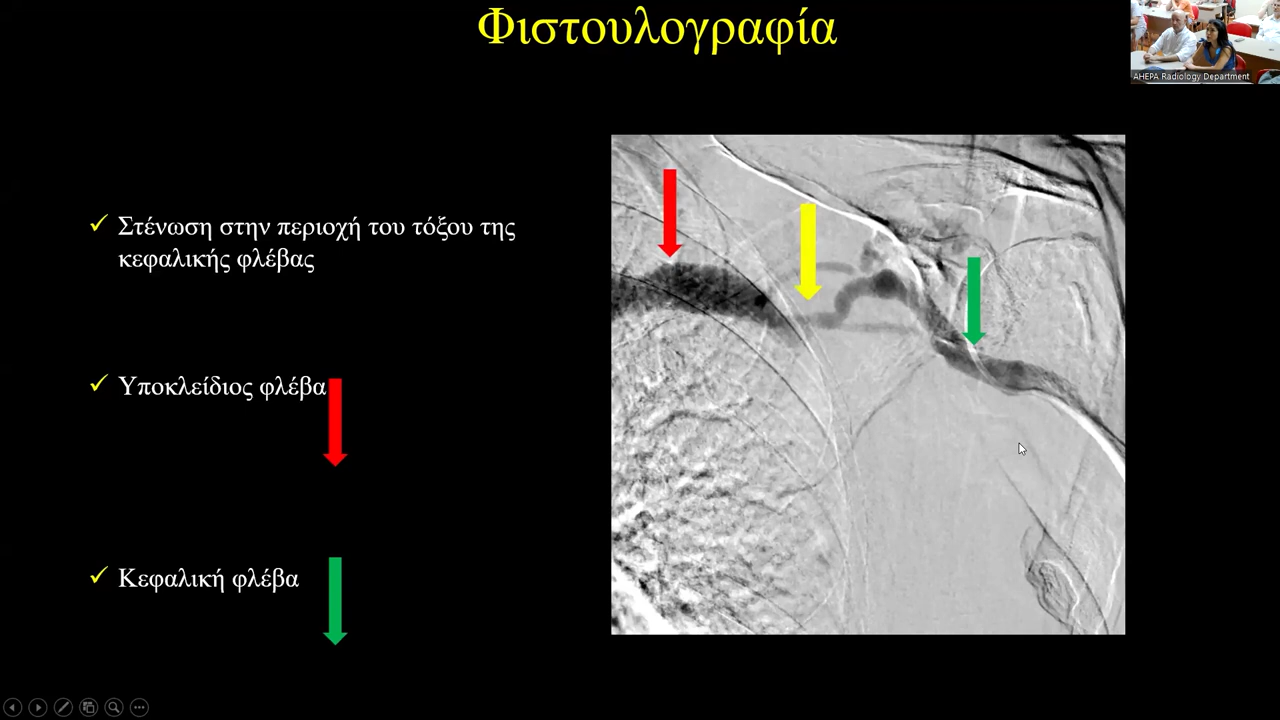 Φιστουλογραφία
AHEPA Radiology Department
✓ Στένωση στην περιοχή του τόξου της
κεφαλικής φλέβας
✓ Υποκλείδιος φλέβα
✓ Κεφαλική φλέβα